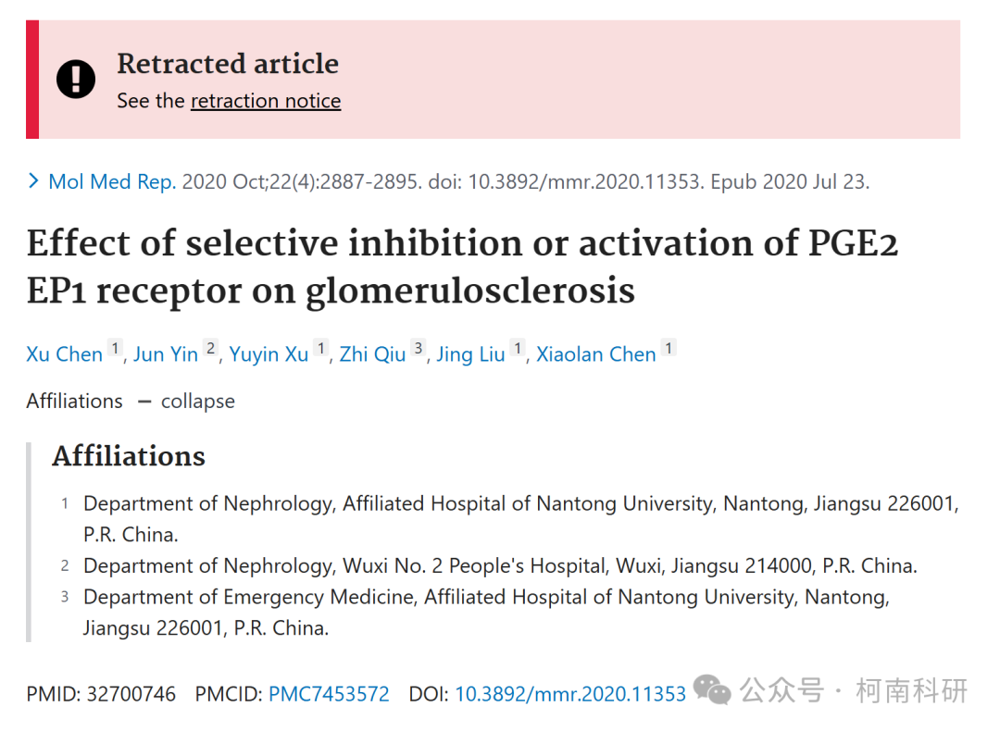 Retracted article
See the retraction notice
Mol Med Rep. 2020 Oct;22(4):2887-2895. doi: 10.3892/mmr.2020.11353. Epub 2020 Jul 23.
Effect of selective inhibition or activation of PGE2
EP1 receptor on glomerulosclerosis
Xu Chen 1, Jun Yin 2, Yuyin Xu 1, Zhi Qiu 3, Jing Liu 1, Xiaolan Chen 1
Affiliations — collapse
Affiliations
1 Department of Nephrology, Affiliated Hospital of Nantong University, Nantong, Jiangsu 226001,
P.R. China.
2 Department of Nephrology, Wuxi No. 2 People's Hospital, Wuxi, Jiangsu 214000, P.R. China.
3 Department of Emergency Medicine, Affiliated Hospital of Nantong University, Nantong,
Jiangsu 226001, P.R. China.
PMID: 32700746 PMCID: PMC7453572 DOI: 10.3892/mmr.2020.11353
公众号 · 柯南科研